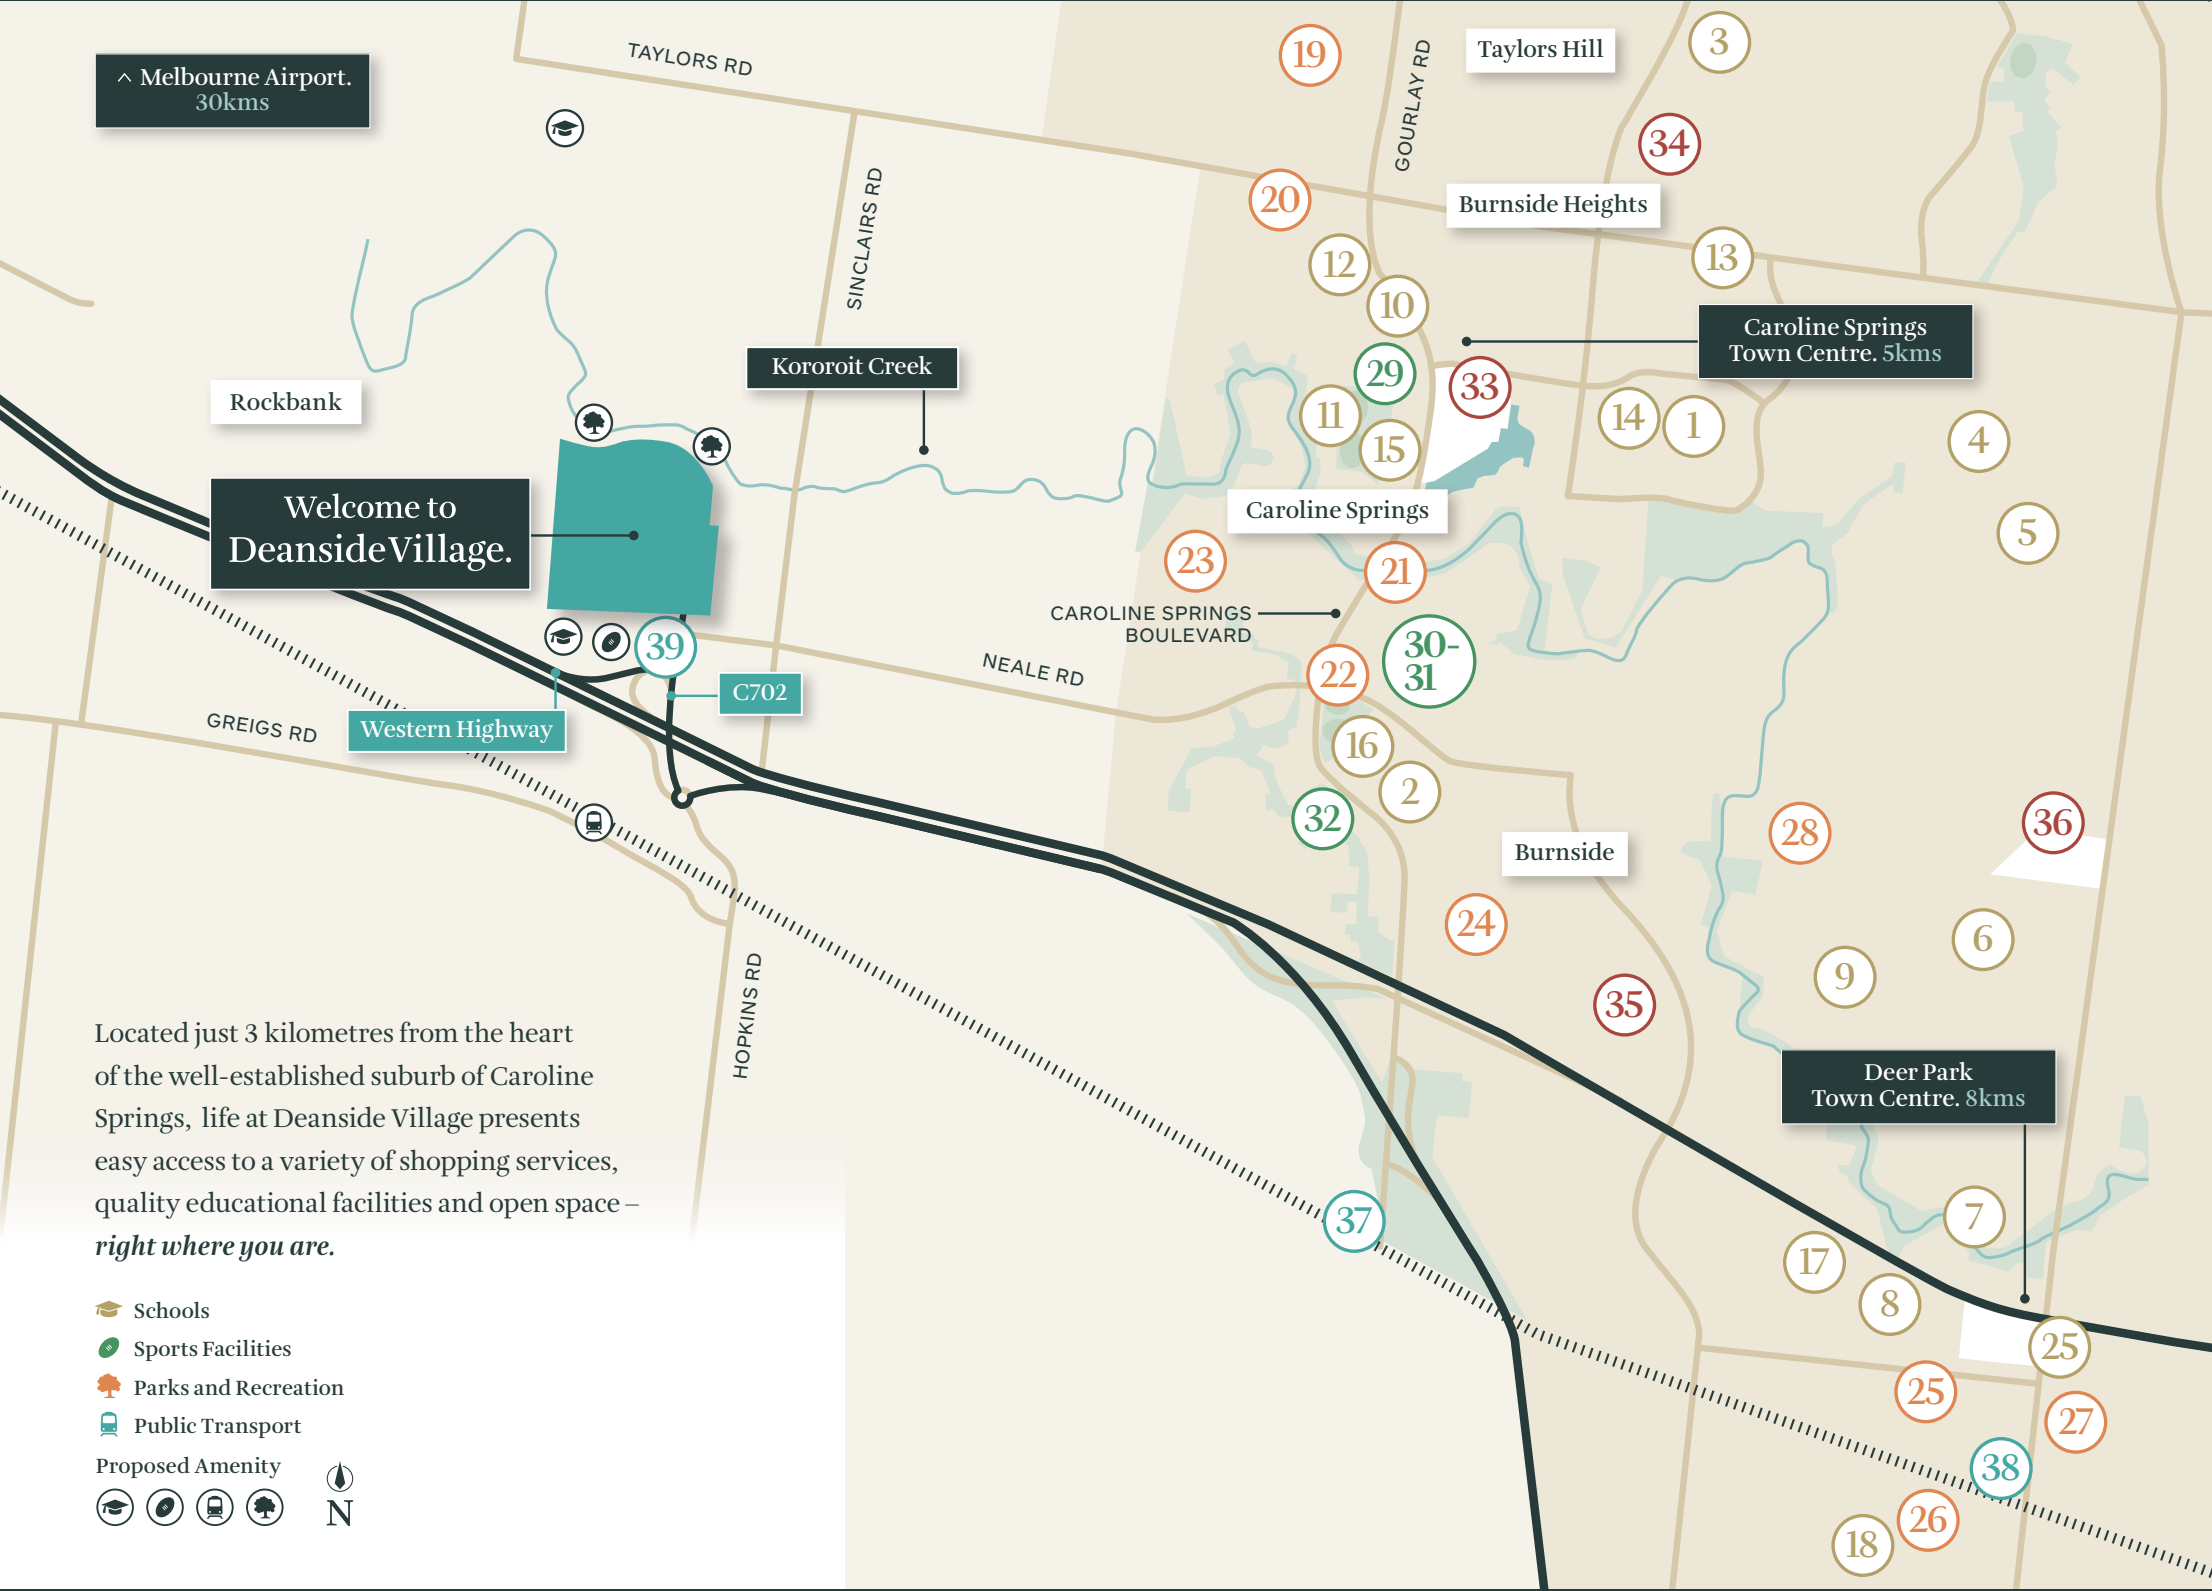 TAYLORS RD
GOURLAY RD
19
Taylors Hill
3
^ Melbourne Airport.
30kms
34
SINCLAIRS RD
20
Burnside Heights
12
13
10
Caroline Springs
Town Centre. 5kms
Kororoit Creek
29
33
Rockbank
11
14
1
15
4
Welcome to
Deanside Village.
Caroline Springs
5
23
21
CAROLINE SPRINGS
BOULEVARD
39
30-
31
NEALE RD
22
C702
GREIGS RD
Western Highway
16
2
32
28
36
Burnside
24
6
9
HOPKINS RD
35
Located just 3 kilometres from the heart
of the well-established suburb of Caroline
Springs, life at Deanside Village presents
easy access to a variety of shopping services,
quality educational facilities and open space –
right where you are.
Deer Park
Town Centre. 8kms
37
7
17
8
25
25
27
38
26
18
Schools
Sports Facilities
Parks and Recreation
Public Transport
Proposed Amenity
N